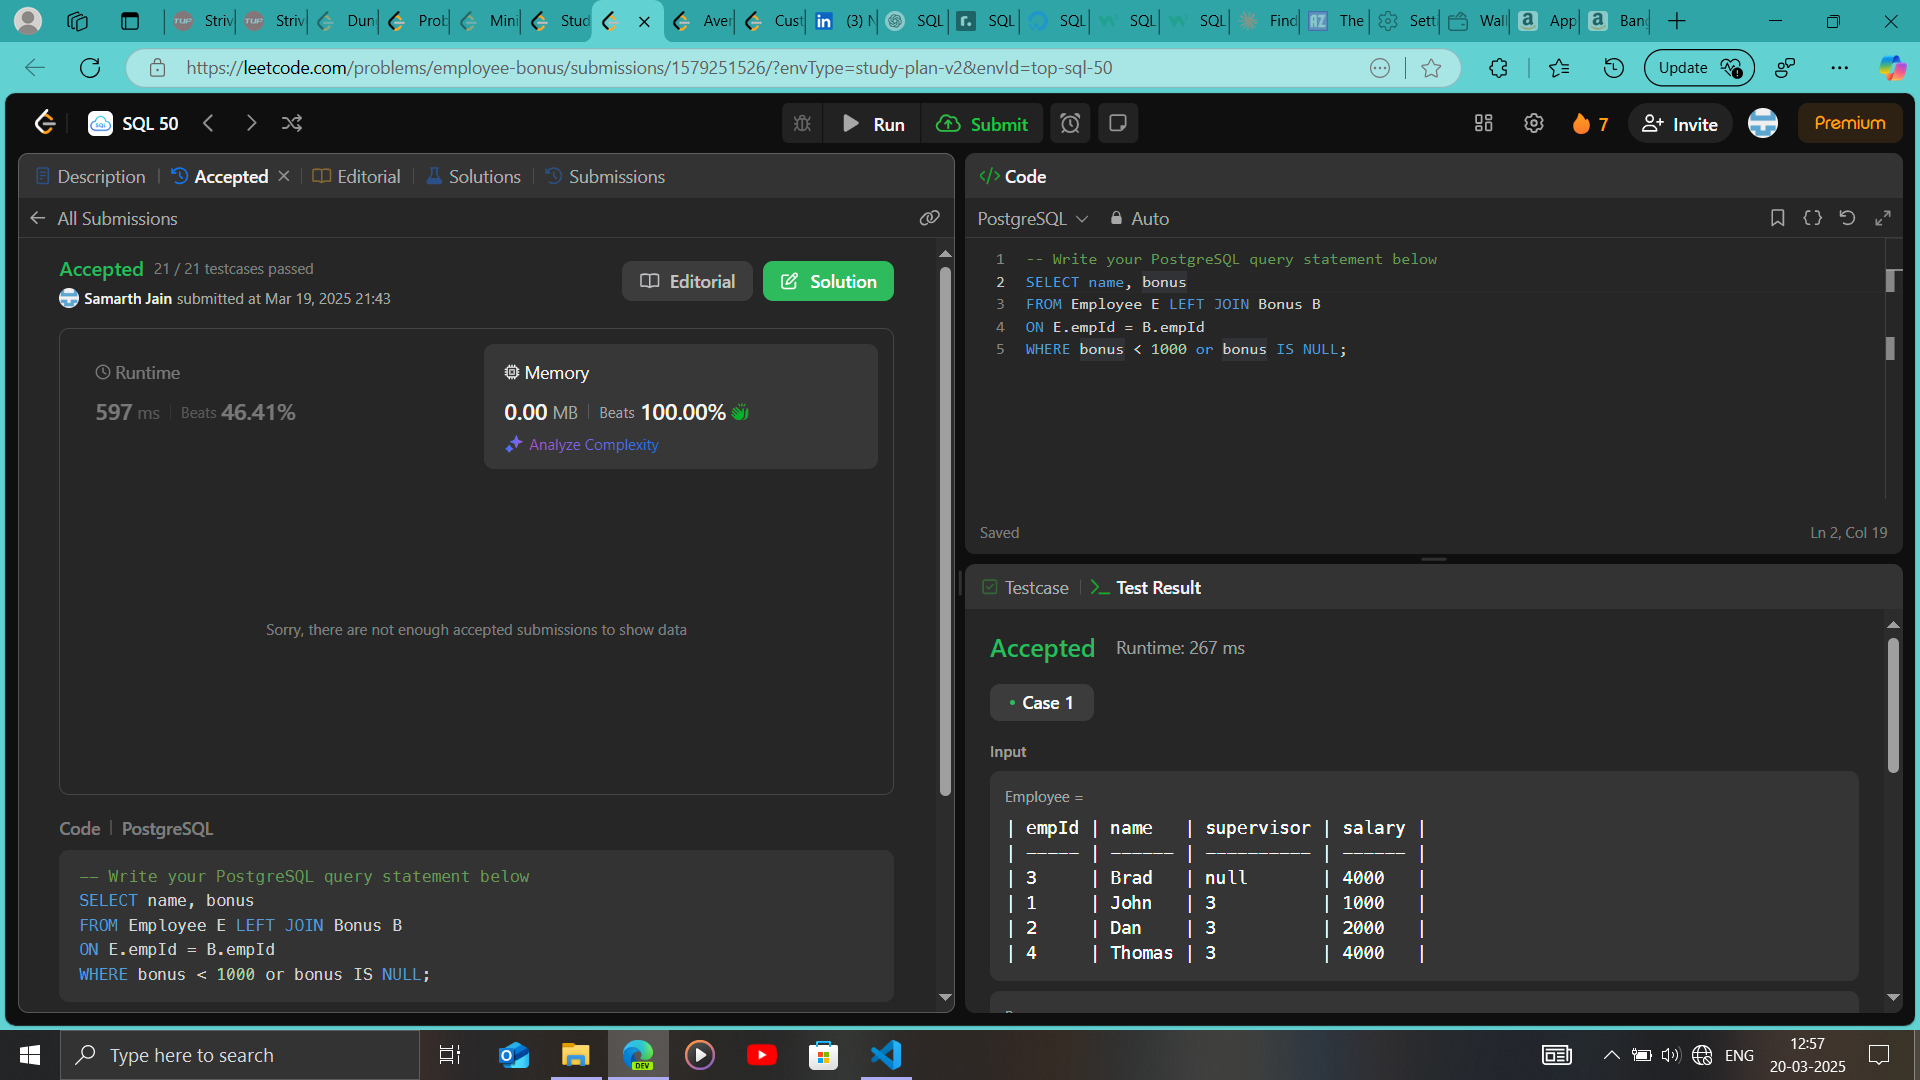 Striv
Striv
Dun
Prob
Mini
Stud
Aver
Cust
(3) N
SQL
SQL
SQL
SQL
SQL
Find
The
Setti
Wall
App
Bang
https://leetcode.com/problems/employee-bonus/submissions/1579251526/?envType=study-plan-v2&envId=top-sql-50
Update
SQL 50
Run
Submit
7
Invite
Premium
Description
Accepted
Editorial
Solutions
Submissions
All Submissions
Accepted 21 / 21 testcases passed
Samarth Jain submitted at Mar 19, 2025 21:43
Editorial
Solution
Runtime
597 ms Beats 46.41%
Memory
0.00 MB Beats 100.00%
Analyze Complexity
Sorry, there are not enough accepted submissions to show data
Code PostgreSQL
-- Write your PostgreSQL query statement below
SELECT name, bonus
FROM Employee E LEFT JOIN Bonus B
ON E.empId = B.empId
WHERE bonus < 1000 or bonus IS NULL;
</> Code
PostgreSQL
Auto
1 -- Write your PostgreSQL query statement below
2 SELECT name, bonus
3 FROM Employee E LEFT JOIN Bonus B
4 ON E.empId = B.empId
5 WHERE bonus < 1000 or bonus IS NULL;
Saved
Ln 2, Col 19
Testcase
Test Result
Accepted Runtime: 267 ms
Case 1
Input
Employee =
| empId | name | supervisor | salary |
| ----- | ------ | ---------- | ------ |
| 3 | Brad | null | 4000 |
| 1 | John | 3 | 1000 |
| 2 | Dan | 3 | 2000 |
| 4 | Thomas | 3 | 4000 |
Type here to search
DEV
ENG
12:57
20-03-2025